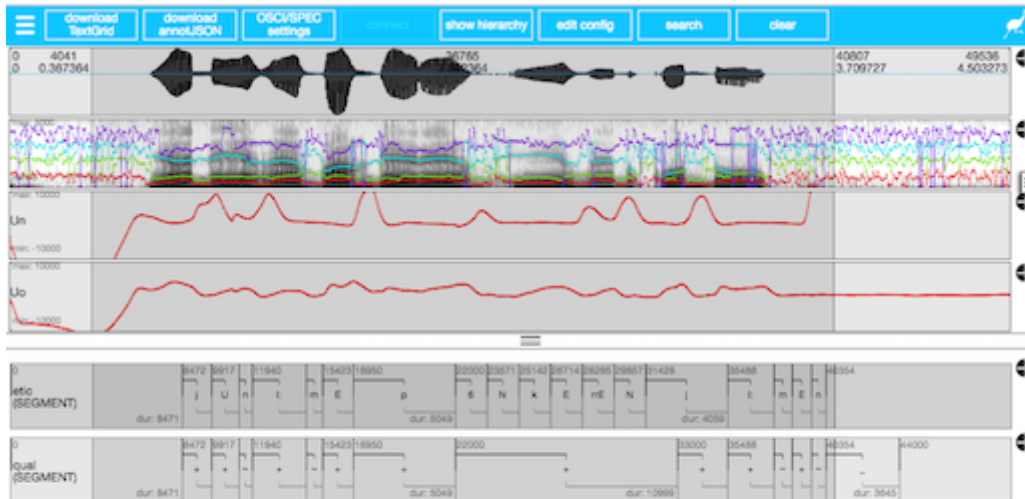 download TextGrid
download annotJSON
OSCI/SPEC settings
connect
show hierarchy
edit config
search
clear
0 4041 36765 40807 49536
0 0.367364 3.709727 4.503273
max: 10000
Un
min: -10000
max: 10000
Uo
-10000
0 8472 9917 11940 15423 16950 22000 23571 25142 26714 28285 29857 31428 35488 40354
etic
(SEGMENT)
j U n I: m E p 6 N k E rrE N j I: m E n
dur: 8471 dur: 5049 dur: 4059
0 8472 9917 11940 15423 16950 22000 33000 35488 40354 44000
qual
(SEGMENT)
+ + - + - + + + + + - + - -
dur: 8471 dur: 5049 dur: 10999 dur: 3645